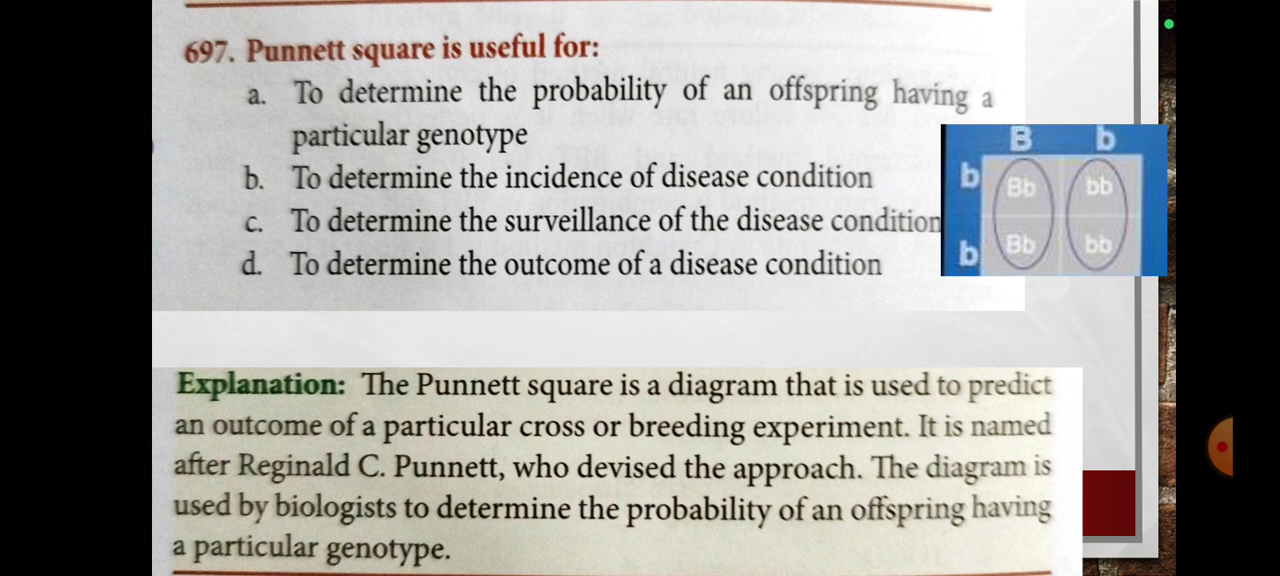 697. Punnett square is useful for:
a. To determine the probability of an offspring having a
particular genotype
b. To determine the incidence of disease condition
c. To determine the surveillance of the disease condition
d. To determine the outcome of a disease condition
B b
b Bb bb
b Bb bb
Explanation: The Punnett square is a diagram that is used to predict
an outcome of a particular cross or breeding experiment. It is named
after Reginald C. Punnett, who devised the approach. The diagram is
used by biologists to determine the probability of an offspring having
a particular genotype.